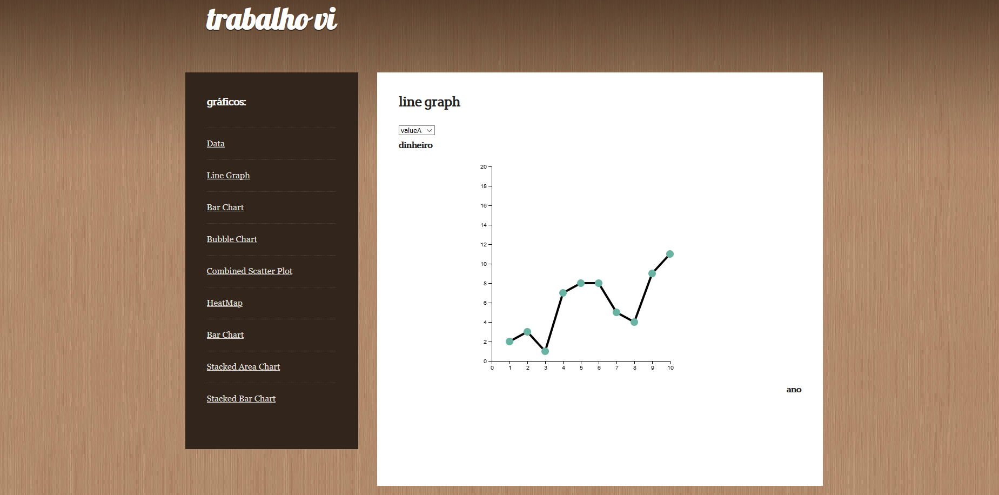 trabalho vi
gráficos:
Data
Line Graph
Bar Chart
Bubble Chart
Combined Scatter Plot
HeatMap
Bar Chart
Stacked Area Chart
Stacked Bar Chart
line graph
valueA
dinheiro
20
18
16
14
12
10
8
6
4
2
0
0 1 2 3 4 5 6 7 8 9 10
ano